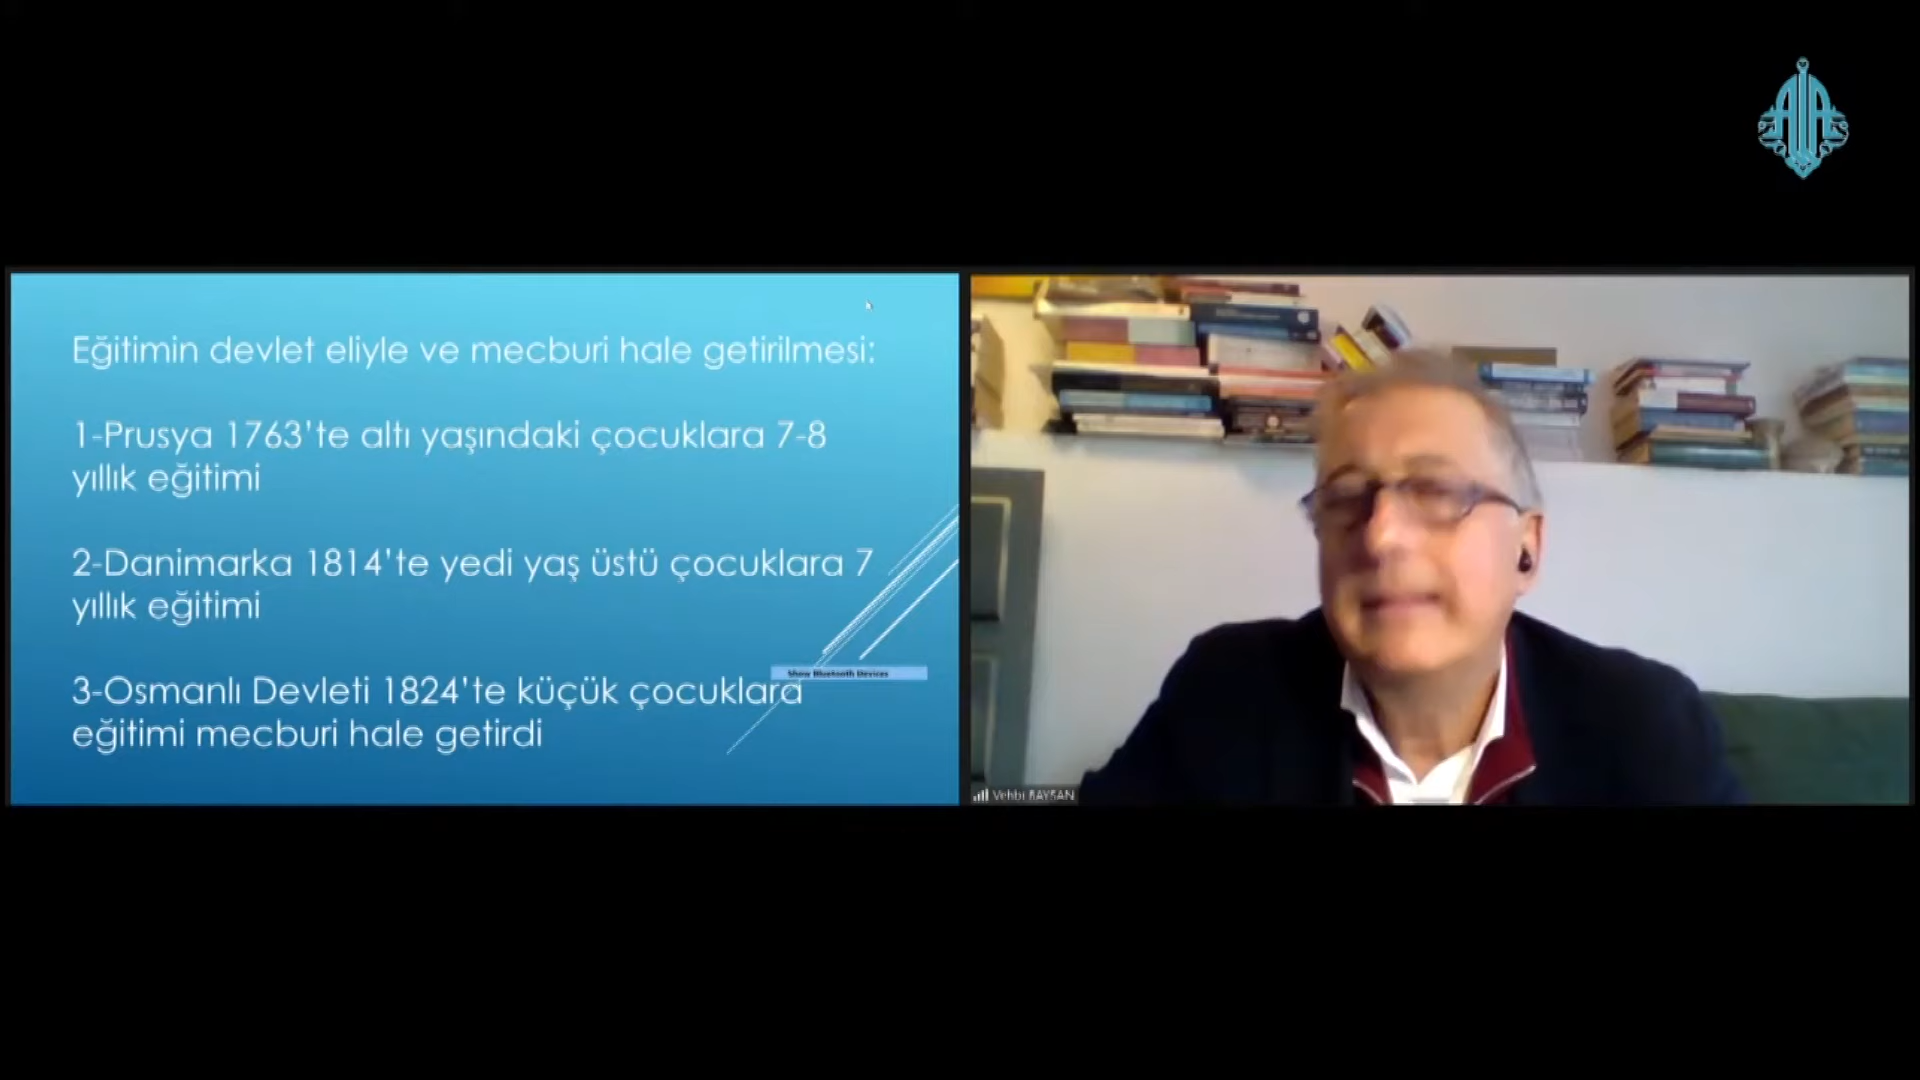 Eğitimin devlet eliyle ve mecburi hale getirilmesi:
1-Prusya 1763'te altı yaşındaki çocuklara 7-8
yıllık eğitimi
2-Danimarka 1814'te yedi yaş üstü çocuklara 7
yıllık eğitimi
Show Bluetooth Devices
3-Osmanlı Devleti 1824'te küçük çocuklara
eğitimi mecburi hale getirdi
Vehbi BAYSAN